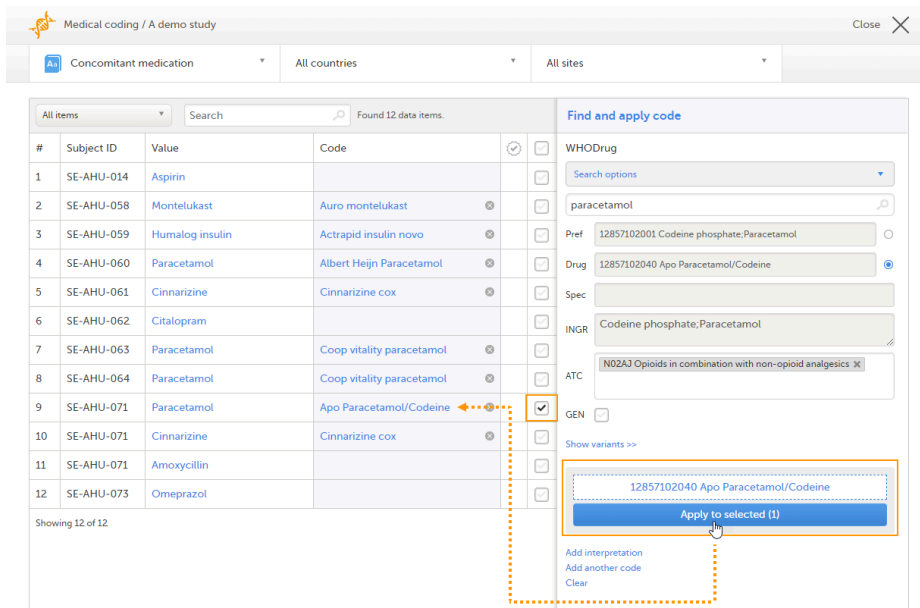 Medical coding / A demo study
Close
Aa Concomitant medication
All countries
All sites
All items
Search
Found 12 data items.
# Subject ID Value Code
1 SE-AHU-014 Aspirin
2 SE-AHU-058 Montelukast Auro montelukast
3 SE-AHU-059 Humalog insulin Actrapid insulin novo
4 SE-AHU-060 Paracetamol Albert Heijn Paracetamol
5 SE-AHU-061 Cinnarizine Cinnarizine cox
6 SE-AHU-062 Citalopram
7 SE-AHU-063 Paracetamol Coop vitality paracetamol
8 SE-AHU-064 Paracetamol Coop vitality paracetamol
9 SE-AHU-071 Paracetamol Apo Paracetamol/Codeine
10 SE-AHU-071 Cinnarizine Cinnarizine cox
11 SE-AHU-071 Amoxycillin
12 SE-AHU-073 Omeprazol
Showing 12 of 12
Find and apply code
WHODrug
Search options
paracetamol
Pref 12857102001 Codeine phosphate;Paracetamol
Drug 12857102040 Apo Paracetamol/Codeine
Spec
INGR Codeine phosphate;Paracetamol
ATC N02AJ Opioids in combination with non-opioid analgesics
GEN
Show variants >>
12857102040 Apo Paracetamol/Codeine
Apply to selected (1)
Add interpretation
Add another code
Clear